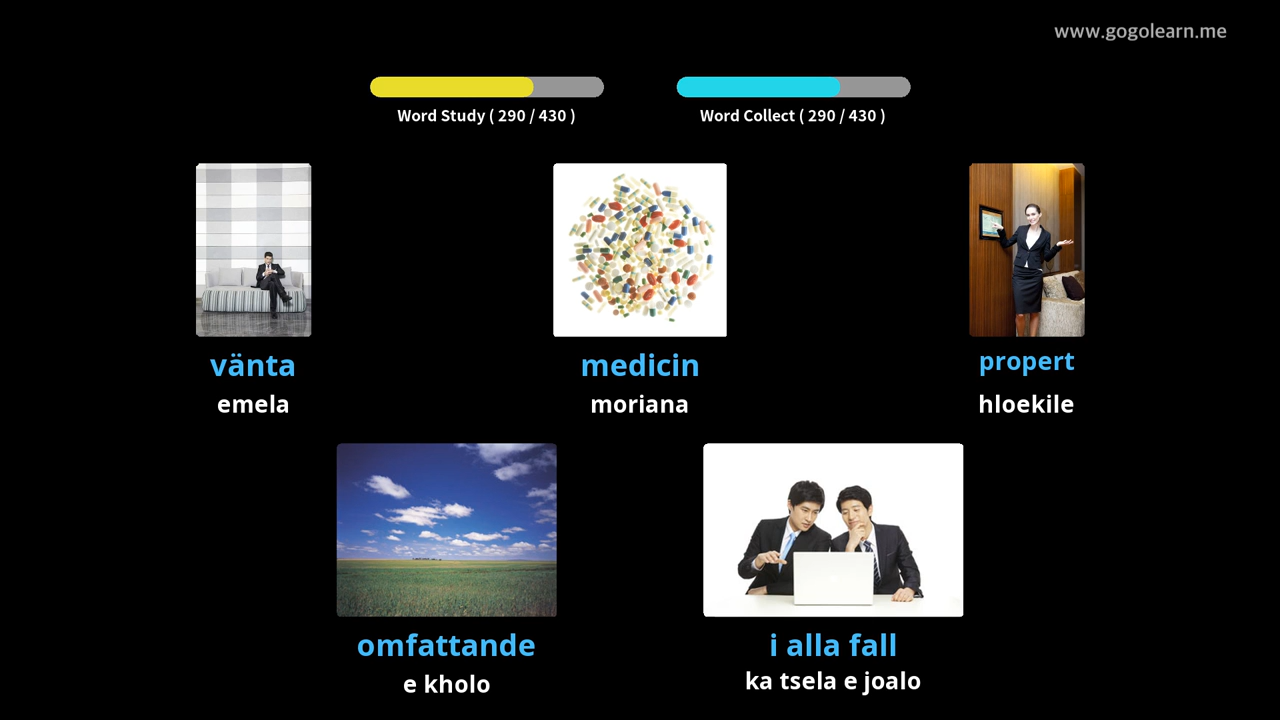 www.gogolearn.me
Word Study ( 290 / 430 )
Word Collect ( 290 / 430 )
vänta
emela
medicin
moriana
propert
hloekile
omfattande
e kholo
i alla fall
ka tsela e joalo